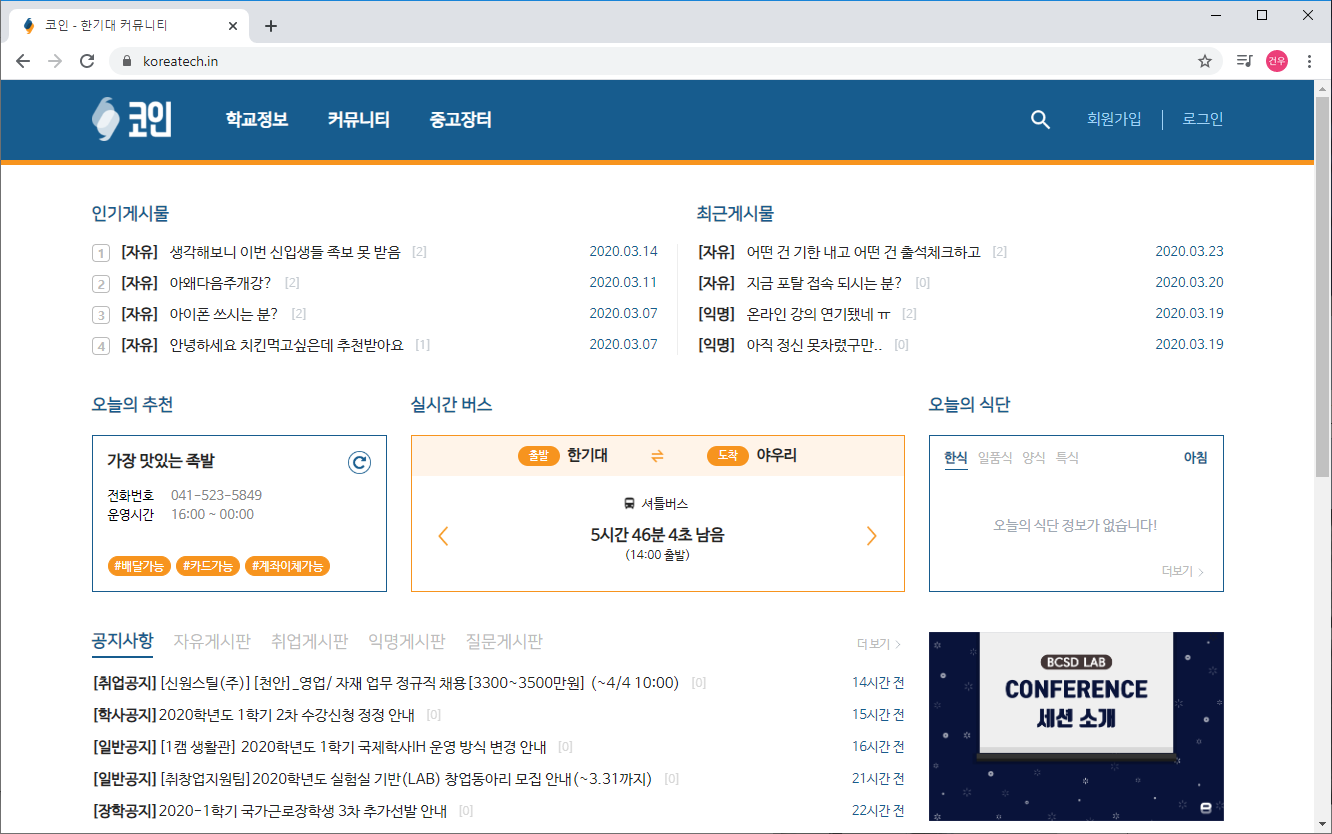 코인 - 한기대 커뮤니티
koreatech.in
건우
코인 학교정보 커뮤니티 중고장터 회원가입 로그인
인기게시물
1 [자유] 생각해보니 이번 신입생들 족보 못 받음 [2] 2020.03.14
2 [자유] 아왜다음주개강? [2] 2020.03.11
3 [자유] 아이폰 쓰시는 분? [2] 2020.03.07
4 [자유] 안녕하세요 치킨먹고싶은데 추천받아요 [1] 2020.03.07
최근게시물
[자유] 어떤 건 기한 내고 어떤 건 출석체크하고 [2] 2020.03.23
[자유] 지금 포탈 접속 되시는 분? [0] 2020.03.20
[익명] 온라인 강의 연기됐네 ㅠ [2] 2020.03.19
[익명] 아직 정신 못차렸구만.. [0] 2020.03.19
오늘의 추천
가장 맛있는 족발
전화번호 041-523-5849
운영시간 16:00 ~ 00:00
#배달가능 #카드가능 #계좌이체가능
실시간 버스
출발 한기대 도착 야우리
셔틀버스
5시간 46분 4초 남음
(14:00 출발)
오늘의 식단
한식 일품식 양식 특식 아침
오늘의 식단 정보가 없습니다!
더보기
공지사항 자유게시판 취업게시판 익명게시판 질문게시판 더보기
[취업공지] [신원스틸(주)] [천안]_영업/ 자재 업무 정규직 채용 [3300~3500만원] (~4/4 10:00) [0] 14시간 전
[학사공지] 2020학년도 1학기 2차 수강신청 정정 안내 [0] 15시간 전
[일반공지] [1캠 생활관] 2020학년도 1학기 국제학사IH 운영 방식 변경 안내 [0] 16시간 전
[일반공지] [취창업지원팀]2020학년도 실험실 기반(LAB) 창업동아리 모집 안내(~3.31까지) [0] 21시간 전
[장학공지] 2020-1학기 국가근로장학생 3차 추가선발 안내 [0] 22시간 전
BCSD LAB
CONFERENCE
세션 소개